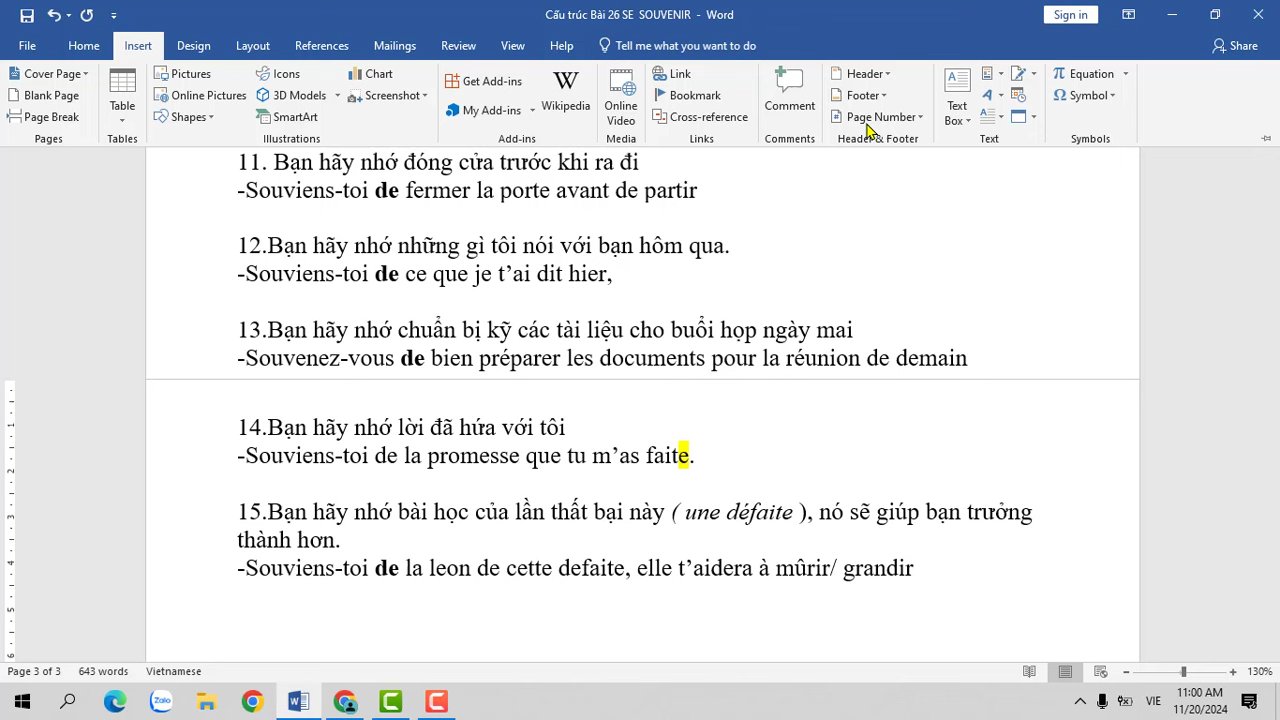 Cấu trúc Bài 26 SE SOUVENIR - Word
Sign in
File Home Insert Design Layout References Mailings Review View Help Tell me what you want to do Share
Cover Page
Blank Page
Page Break
Pages
Table
Tables
Pictures
Online Pictures
Shapes
Icons
3D Models
SmartArt
Chart
Screenshot
Illustrations
Get Add-ins
My Add-ins
Wikipedia
Add-ins
Online Video
Media
Link
Bookmark
Cross-reference
Links
Comment
Comments
Header
Footer
Page Number
Header & Footer
Text Box
Text
Equation
Symbol
Symbols
11. Bạn hãy nhớ đóng cửa trước khi ra đi
-Souviens-toi de fermer la porte avant de partir
12.Bạn hãy nhớ những gì tôi nói với bạn hôm qua.
-Souviens-toi de ce que je t’ai dit hier,
13.Bạn hãy nhớ chuẩn bị kỹ các tài liệu cho buổi họp ngày mai
-Souvenez-vous de bien préparer les documents pour la réunion de demain
14.Bạn hãy nhớ lời đã hứa với tôi
-Souviens-toi de la promesse que tu m’as faite.
15.Bạn hãy nhớ bài học của lần thất bại này ( une défaite ), nó sẽ giúp bạn trưởng
thành hơn.
-Souviens-toi de la leon de cette defaite, elle t’aidera à mûrir/ grandir
1
2
3
4
5
6
Page 3 of 3 643 words Vietnamese 130%
Zalo
VIE
11:00 AM
11/20/2024